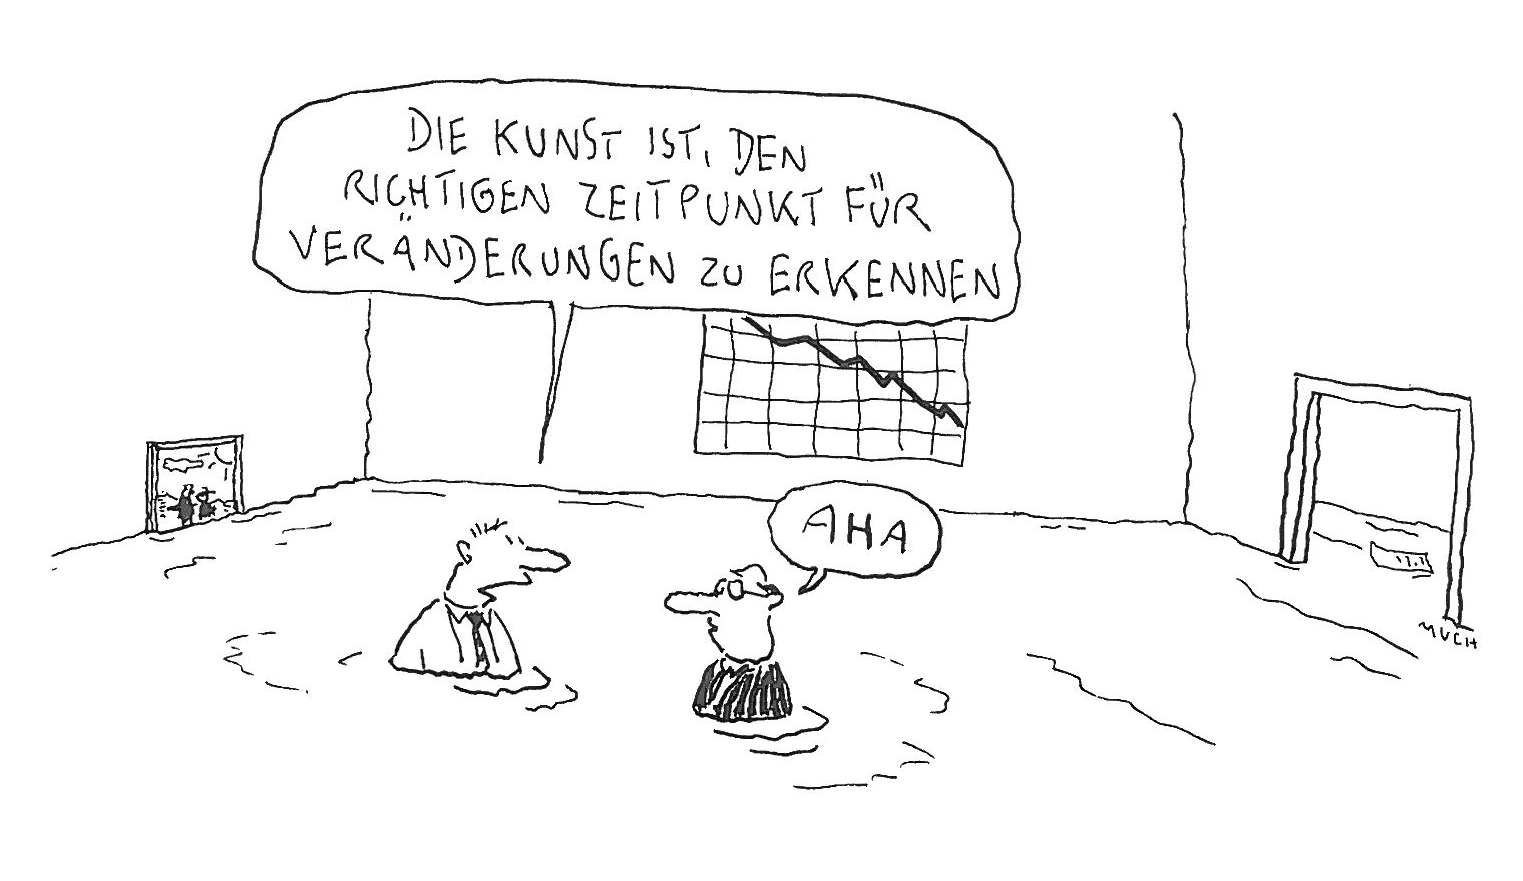 DIE KUNST IST, DEN
RICHTIGEN ZEITPUNKT FÜR
VERÄNDERUNGEN ZU ERKENNEN
AHA
MUCH